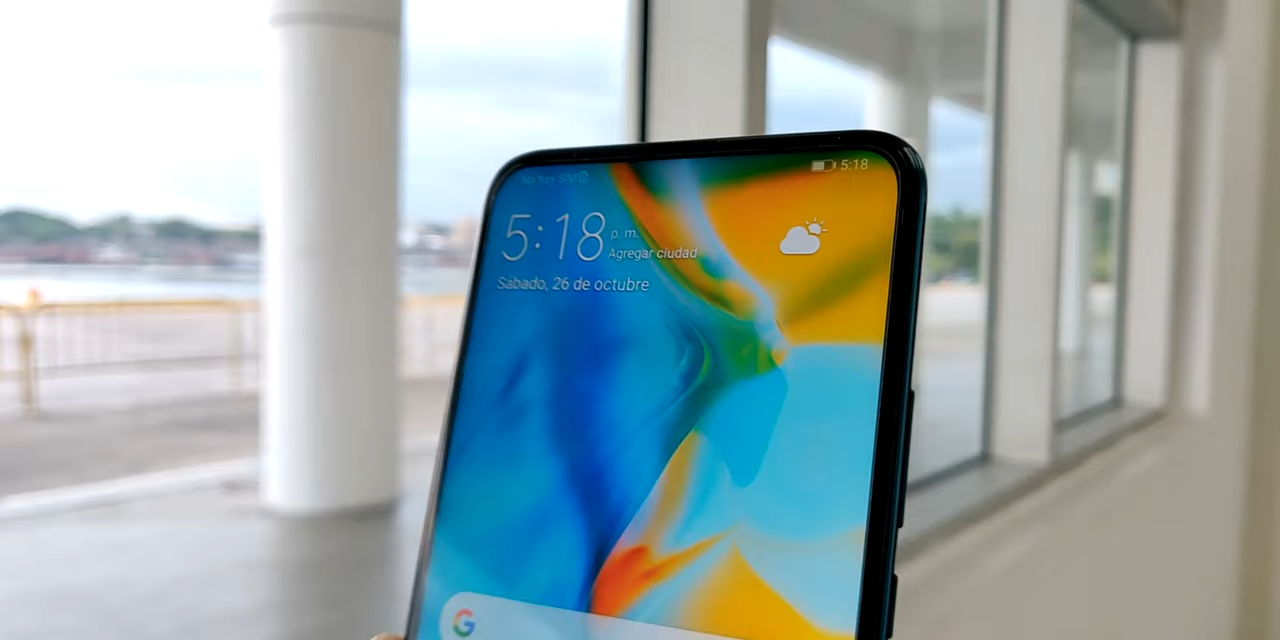 No hay SIM
5:18
5:18 p. m.
Agregar ciudad
Sábado, 26 de octubre
G